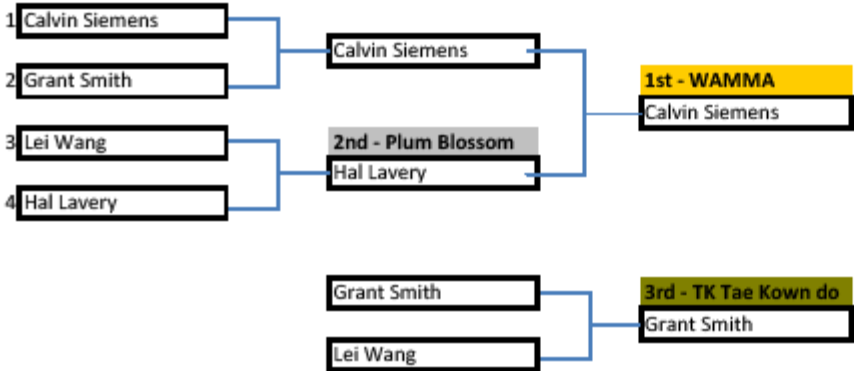 1 Calvin Siemens
Calvin Siemens
2 Grant Smith
1st - WAMMA
Calvin Siemens
3 Lei Wang
2nd - Plum Blossom
Hal Lavery
4 Hal Lavery
Grant Smith
3rd - TK Tae Kown do
Grant Smith
Lei Wang